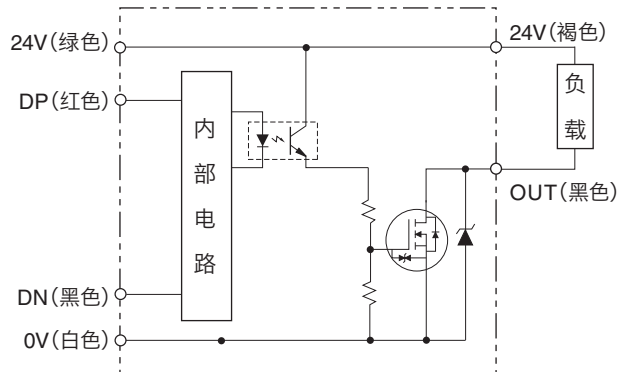 24V(绿色)
24V(褐色)
DP(红色)
内部电路
负载
OUT(黑色)
DN(黑色)
0V(白色)